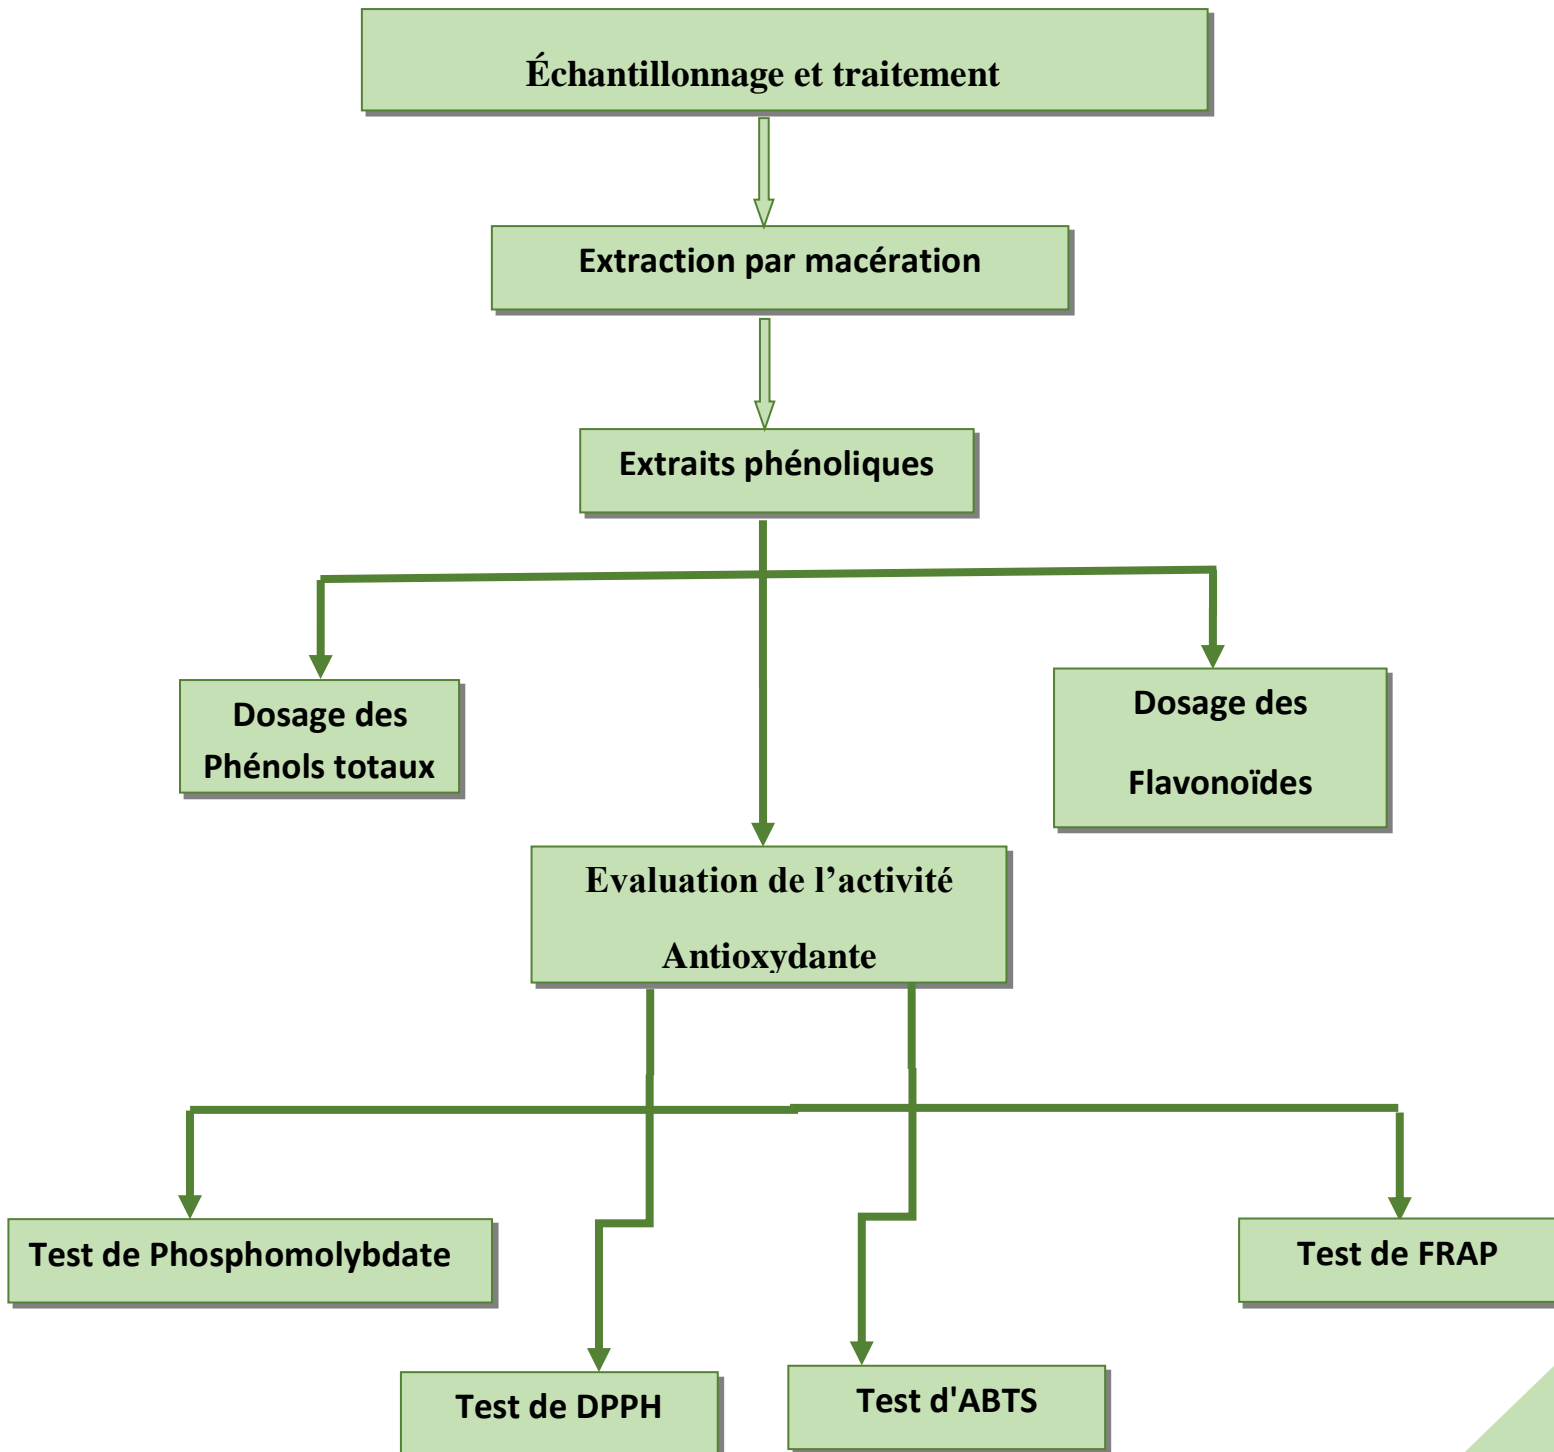 Échantillonnage et traitement
Extraction par macération
Extraits phénoliques
Dosage des
Phénols totaux
Dosage des
Flavonoïdes
Evaluation de l’activité
Antioxydante
Test de Phosphomolybdate
Test de FRAP
Test de DPPH
Test d'ABTS